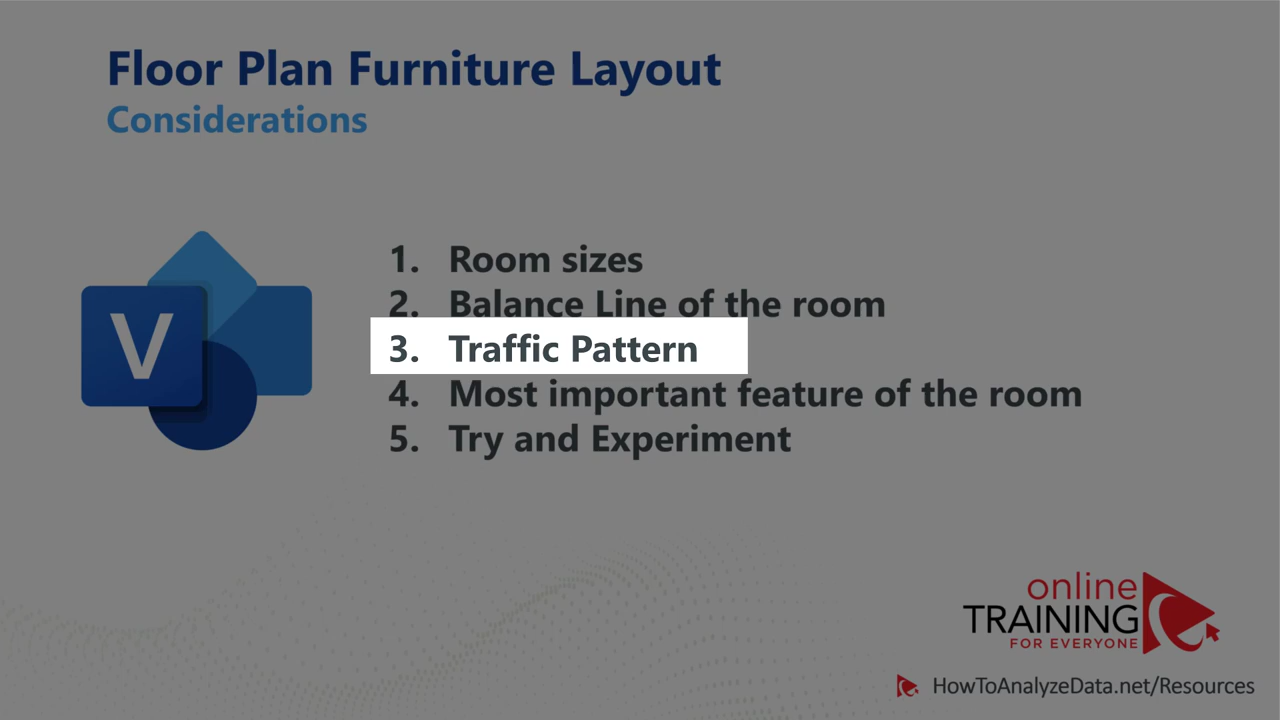 Floor Plan Furniture Layout
Considerations
V
1. Room sizes
2. Balance Line of the room
3. Traffic Pattern
4. Most important feature of the room
5. Try and Experiment
online
TRAINING
FOR EVERYONE
HowToAnalyzeData.net/Resources